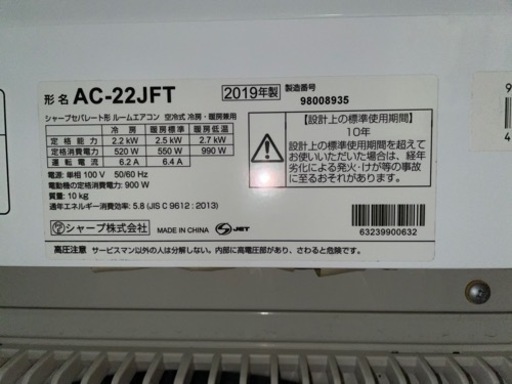 形名 AC-22JFT 2019年製 製造番号 98008935
シャープセパレート形 ルームエアコン 空冷式 冷房・暖房兼用
冷房 暖房標準 暖房低温
定格能力 2.2 kW 2.5 kW 2.7 kW
定格消費電力 520 W 550 W 990 W
運転電流 6.2 A 6.4 A
電源: 単相 100 V 50/60 Hz
電動機の定格消費電力: 900 W
質量: 10 kg
通年エネルギー消費効率: 5.8 (JIS C 9612 : 2013)
シャープ株式会社 MADE IN CHINA JET
【設計上の標準使用期間】
10年
設計上の標準使用期間を超えて
お使いいただいた場合は、経年
劣化による発火・けが等の事故
に至るおそれがあります。
63239900632
高圧注意 サービスマン以外の人は分解しない。内部に高電圧部があり、さわると危険です。
9
4